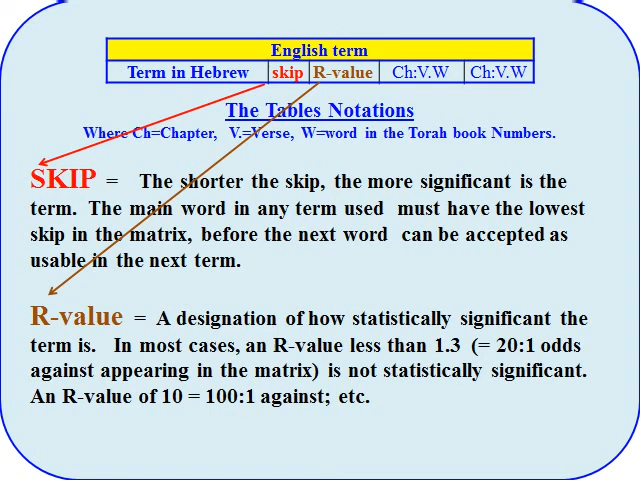 English term
Term in Hebrew skip R-value Ch:V.W Ch:V.W
The Tables Notations
Where Ch=Chapter, V.=Verse, W=word in the Torah book Numbers.
SKIP = The shorter the skip, the more significant is the
term. The main word in any term used must have the lowest
skip in the matrix, before the next word can be accepted as
usable in the next term.
R-value = A designation of how statistically significant the
term is. In most cases, an R-value less than 1.3 (= 20:1 odds
against appearing in the matrix) is not statistically significant.
An R-value of 10 = 100:1 against; etc.